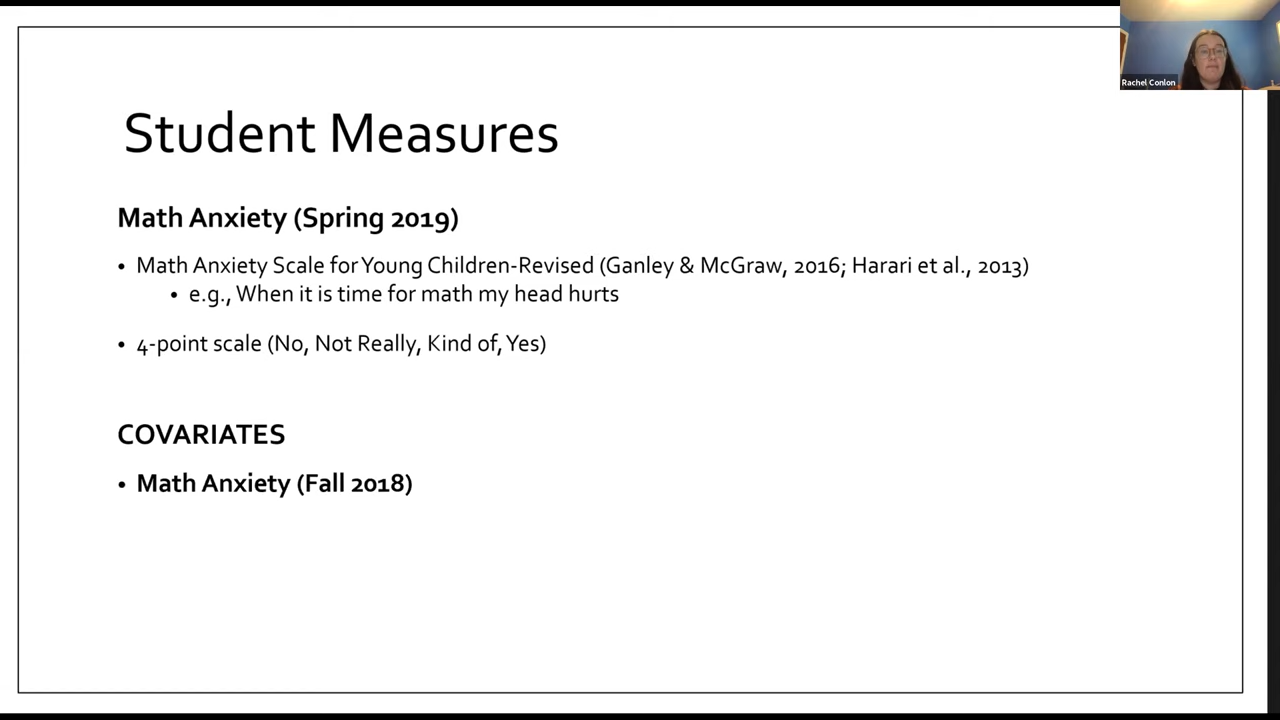 Rachel Conlon
Student Measures
Math Anxiety (Spring 2019)
• Math Anxiety Scale for Young Children-Revised (Ganley & McGraw, 2016; Harari et al., 2013)
• e.g., When it is time for math my head hurts
• 4-point scale (No, Not Really, Kind of, Yes)
COVARIATES
• Math Anxiety (Fall 2018)